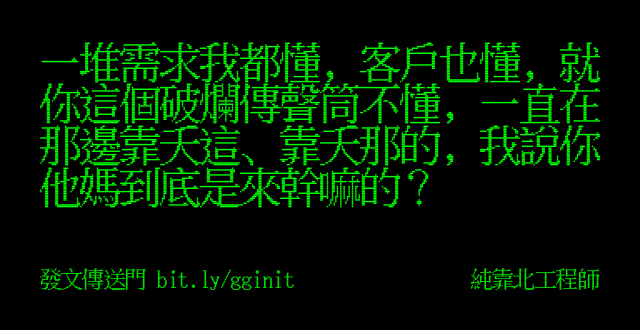 一堆需求我都懂，客戶也懂，就
你這個破爛傳聲筒不懂，一直在
那邊靠夭這、靠夭那的，我說你
他媽到底是來幹嘛的？
發文傳送門 bit.ly/gginit
純靠北工程師